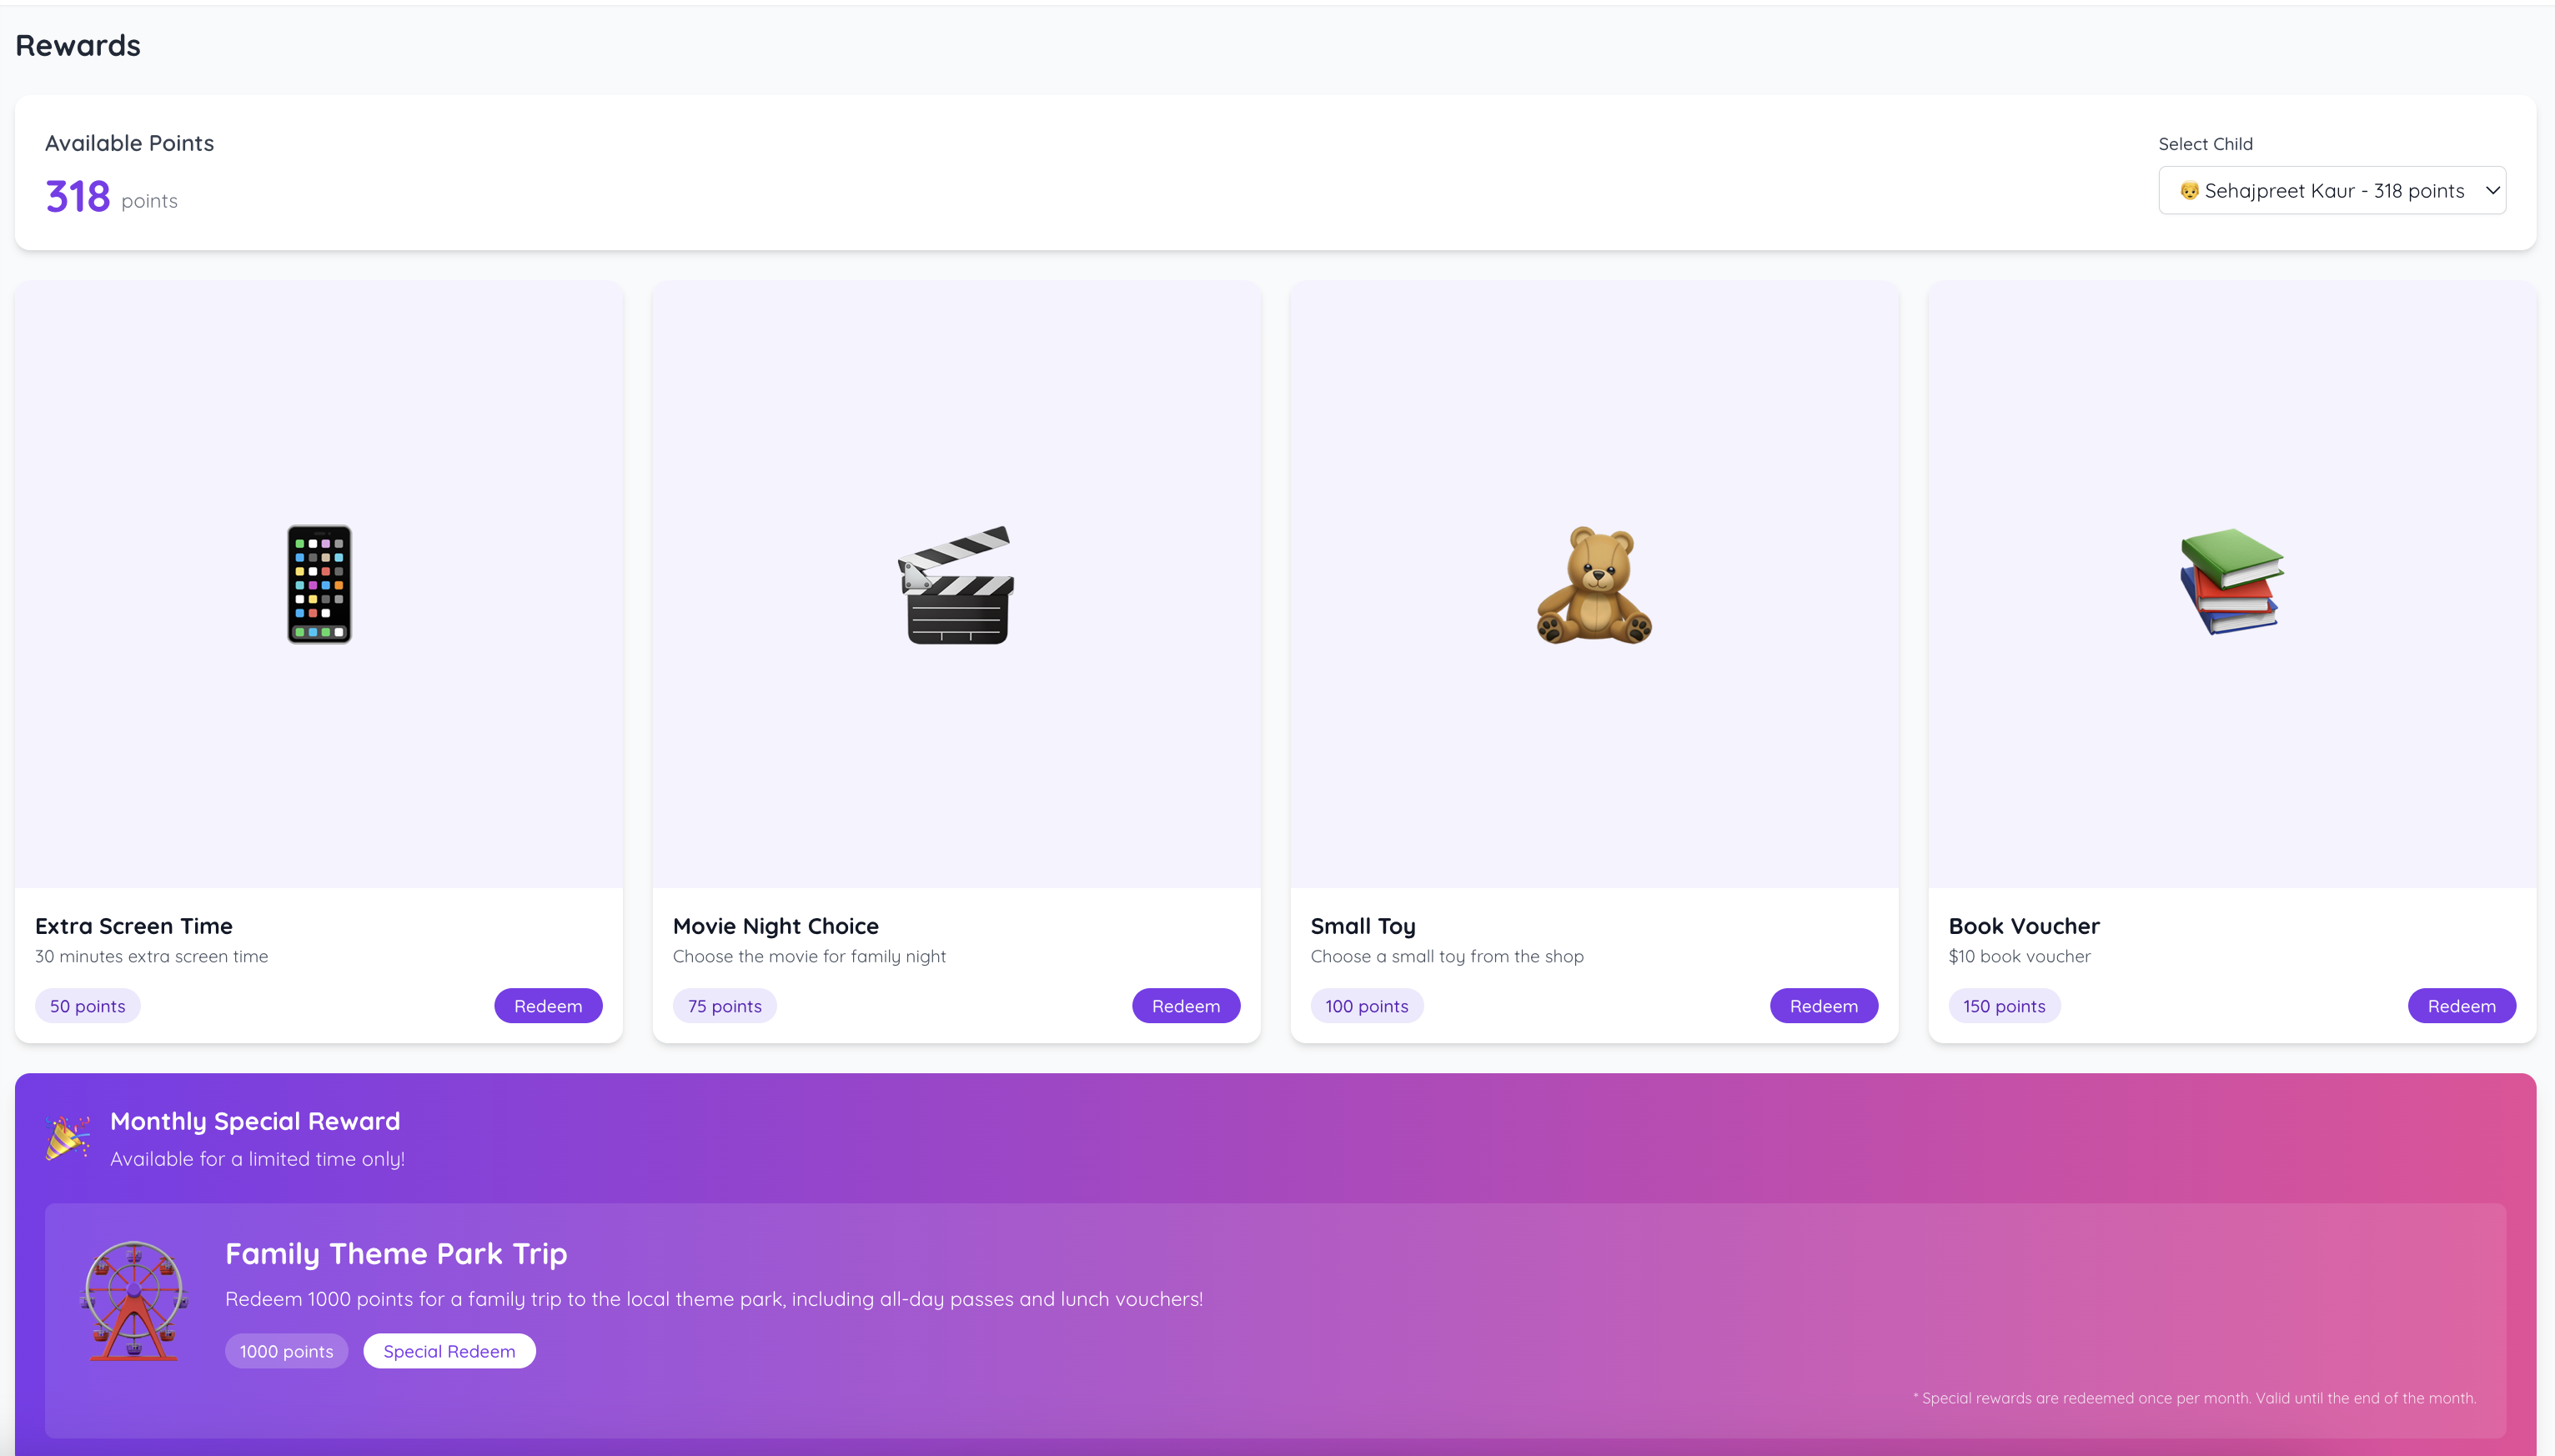 Rewards
Available Points
318 points
Select Child
Sehajpreet Kaur - 318 points
Extra Screen Time
30 minutes extra screen time
50 points
Redeem
Movie Night Choice
Choose the movie for family night
75 points
Redeem
Small Toy
Choose a small toy from the shop
100 points
Redeem
Book Voucher
$10 book voucher
150 points
Redeem
Monthly Special Reward
Available for a limited time only!
Family Theme Park Trip
Redeem 1000 points for a family trip to the local theme park, including all-day passes and lunch vouchers!
1000 points
Special Redeem
* Special rewards are redeemed once per month. Valid until the end of the month.